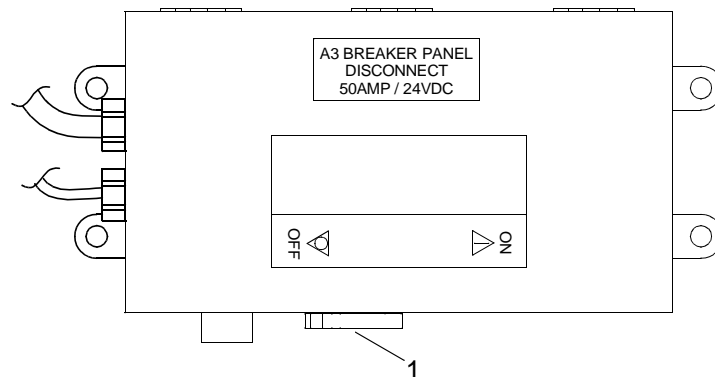 A3 BREAKER PANEL
DISCONNECT
50AMP / 24VDC
OFF
ON
1